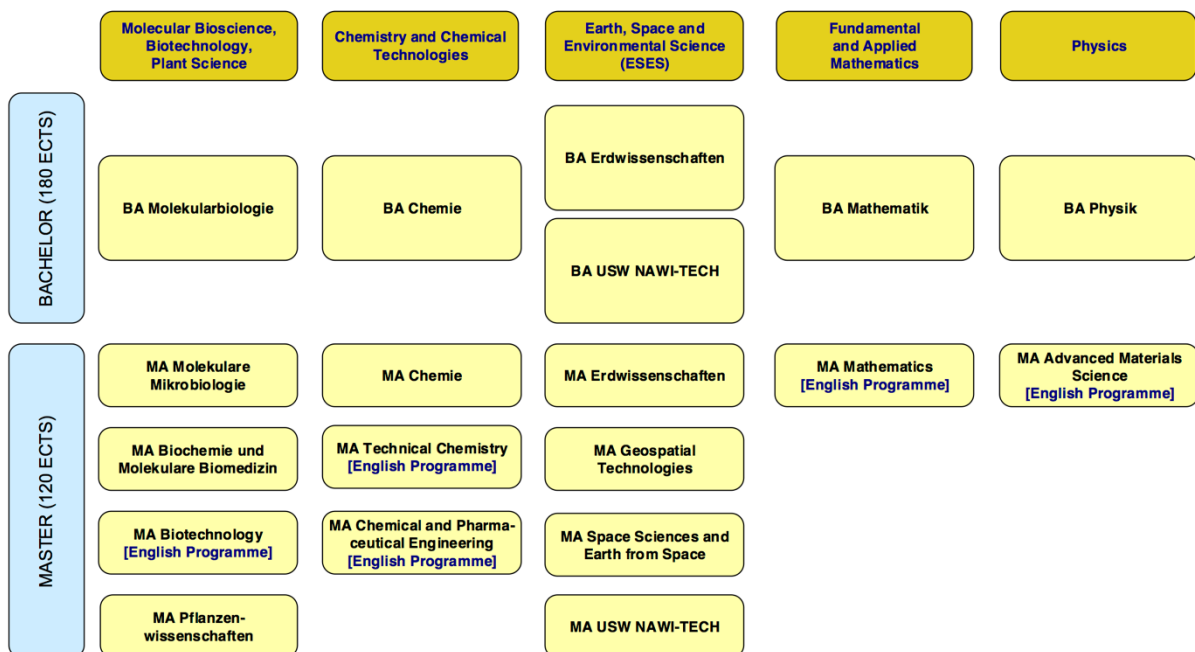 Molecular Bioscience,
Biotechnology,
Plant Science
Chemistry and Chemical
Technologies
Earth, Space and
Environmental Science
(ESES)
Fundamental
and Applied
Mathematics
Physics
BACHELOR (180 ECTS)
BA Molekularbiologie
BA Chemie
BA Erdwissenschaften
BA USW NAWI-TECH
BA Mathematik
BA Physik
MASTER (120 ECTS)
MA Molekulare
Mikrobiologie
MA Chemie
MA Erdwissenschaften
MA Mathematics
[English Programme]
MA Advanced Materials
Science
[English Programme]
MA Biochemie und
Molekulare Biomedizin
MA Technical Chemistry
[English Programme]
MA Geospatial
Technologies
MA Biotechnology
[English Programme]
MA Chemical and Pharma-
ceutical Engineering
[English Programme]
MA Space Sciences and
Earth from Space
MA Pflanzen-
wissenschaften
MA USW NAWI-TECH